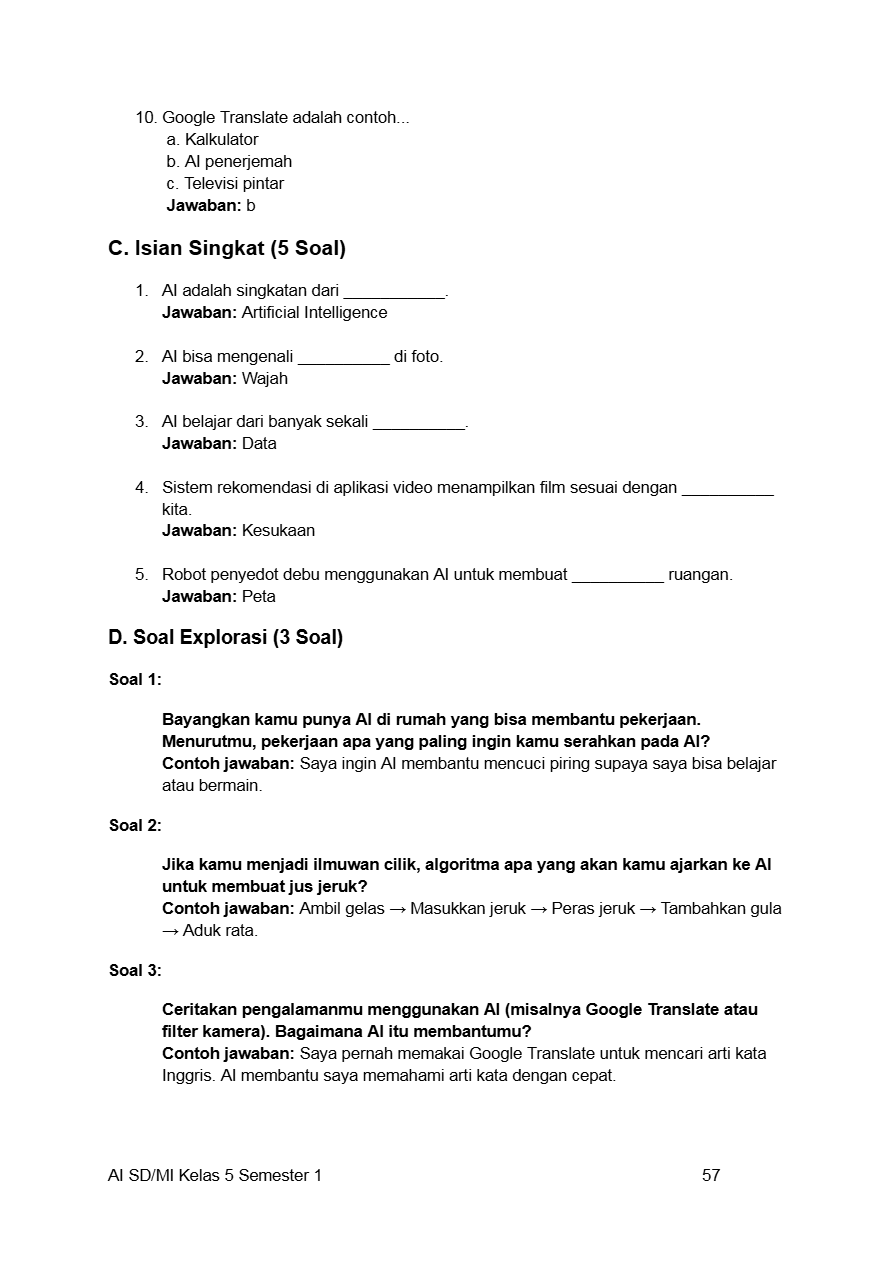 10. Google Translate adalah contoh...
a. Kalkulator
b. AI penerjemah
c. Televisi pintar
Jawaban: b
C. Isian Singkat (5 Soal)
1. AI adalah singkatan dari ___________.
Jawaban: Artificial Intelligence
2. AI bisa mengenali __________ di foto.
Jawaban: Wajah
3. AI belajar dari banyak sekali __________.
Jawaban: Data
4. Sistem rekomendasi di aplikasi video menampilkan film sesuai dengan __________
kita.
Jawaban: Kesukaan
5. Robot penyedot debu menggunakan AI untuk membuat __________ ruangan.
Jawaban: Peta
D. Soal Explorasi (3 Soal)
Soal 1:
Bayangkan kamu punya AI di rumah yang bisa membantu pekerjaan.
Menurutmu, pekerjaan apa yang paling ingin kamu serahkan pada AI?
Contoh jawaban: Saya ingin AI membantu mencuci piring supaya saya bisa belajar
atau bermain.
Soal 2:
Jika kamu menjadi ilmuwan cilik, algoritma apa yang akan kamu ajarkan ke AI
untuk membuat jus jeruk?
Contoh jawaban: Ambil gelas → Masukkan jeruk → Peras jeruk → Tambahkan gula
→ Aduk rata.
Soal 3:
Ceritakan pengalamanmu menggunakan AI (misalnya Google Translate atau
filter kamera). Bagaimana AI itu membantumu?
Contoh jawaban: Saya pernah memakai Google Translate untuk mencari arti kata
Inggris. AI membantu saya memahami arti kata dengan cepat.
AI SD/MI Kelas 5 Semester 1 57